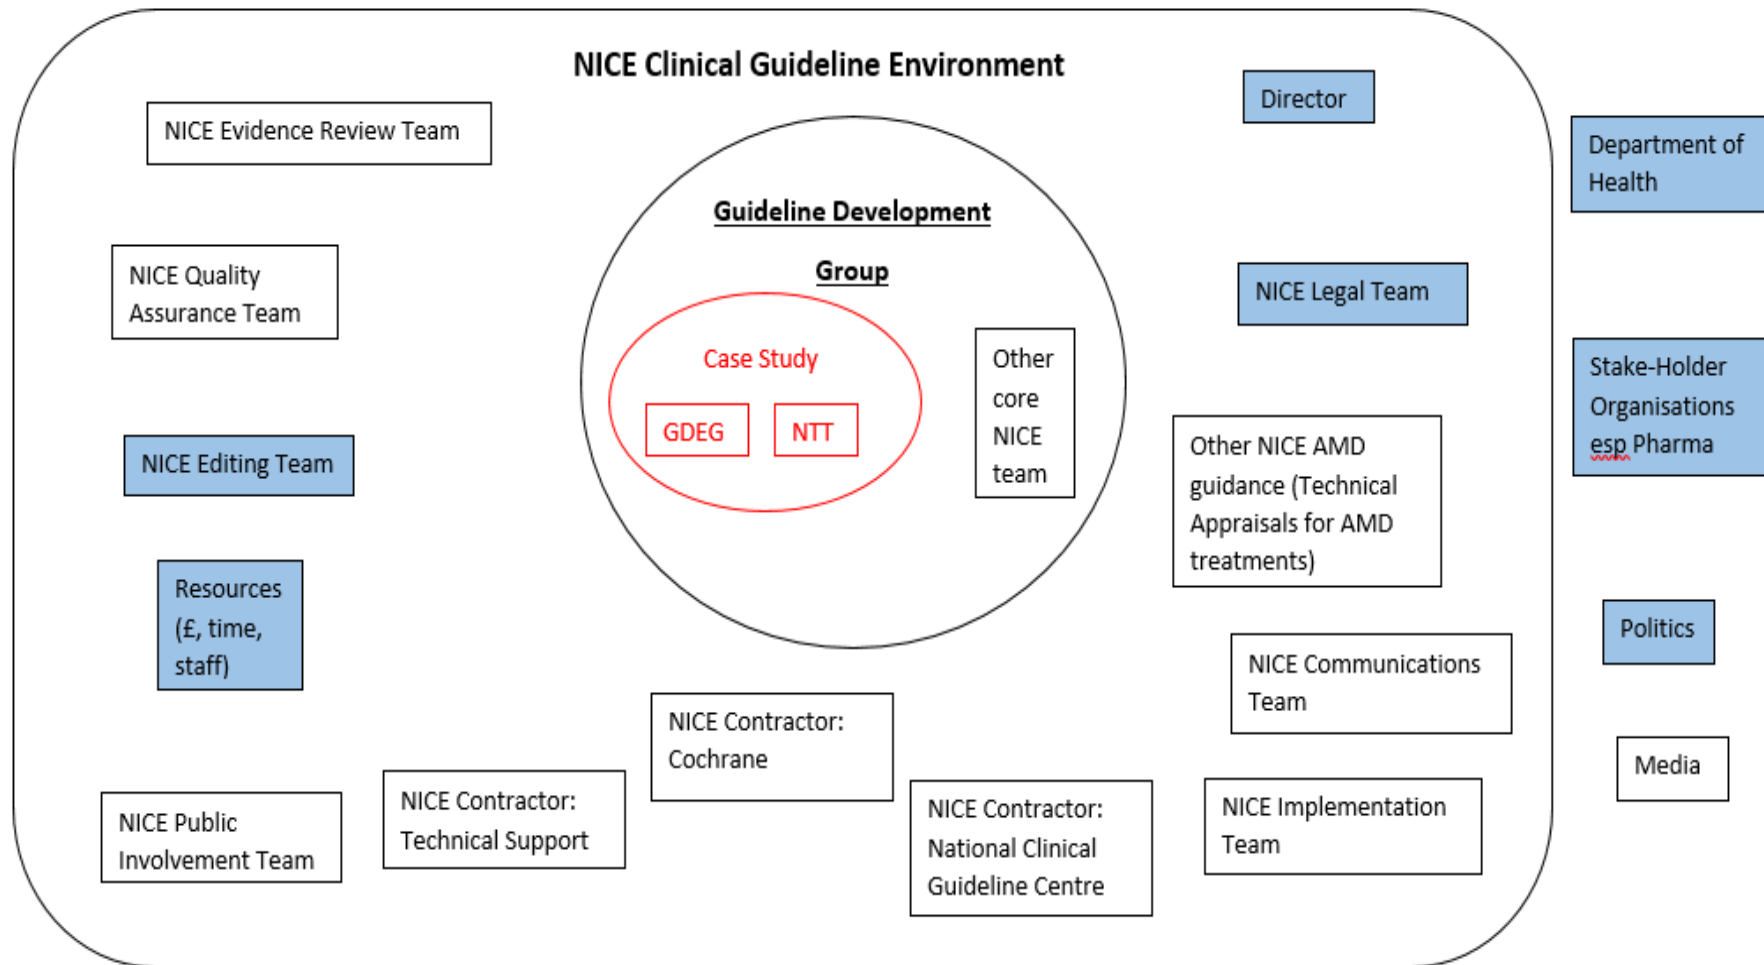 NICE Clinical Guideline Environment
NICE Evidence Review Team
Director
Department of
Health
Guideline Development
Group
NICE Quality
Assurance Team
NICE Legal Team
Case Study
GDEG
NTT
Other
core
NICE
team
Stake-Holder
Organisations
esp Pharma
NICE Editing Team
Other NICE AMD
guidance (Technical
Appraisals for AMD
treatments)
Resources
(£, time,
staff)
Politics
NICE Communications
Team
NICE Contractor:
Cochrane
Media
NICE Public
Involvement Team
NICE Contractor:
Technical Support
NICE Contractor:
National Clinical
Guideline Centre
NICE Implementation
Team